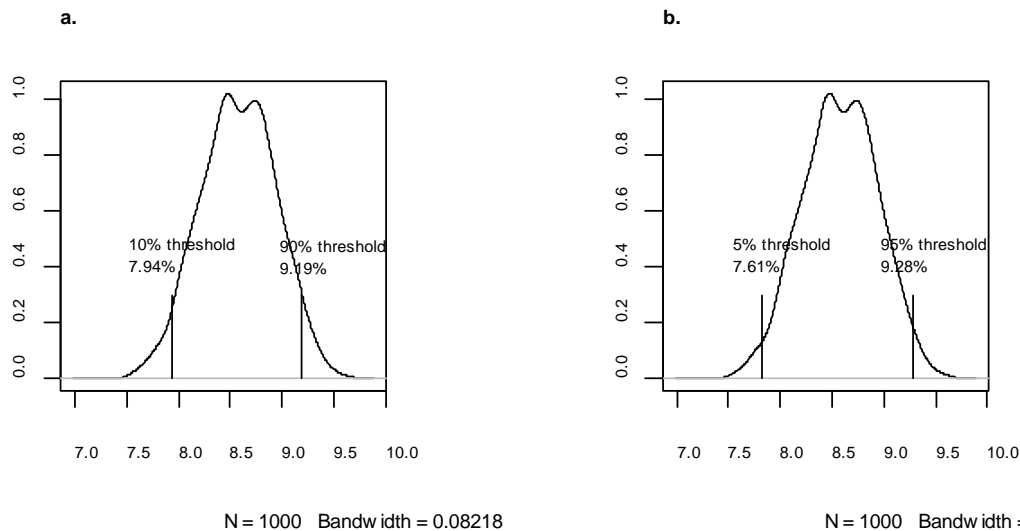 a.
1.0
0.8
0.6
0.4
0.2
0.0
10% threshold
7.94%
90% threshold
9.19%
7.0 7.5 8.0 8.5 9.0 9.5 10.0
N = 1000 Bandwidth = 0.08218
b.
1.0
0.8
0.6
0.4
0.2
0.0
5% threshold
7.61%
95% threshold
9.28%
7.0 7.5 8.0 8.5 9.0 9.5 10.0
N = 1000 Bandwidth =